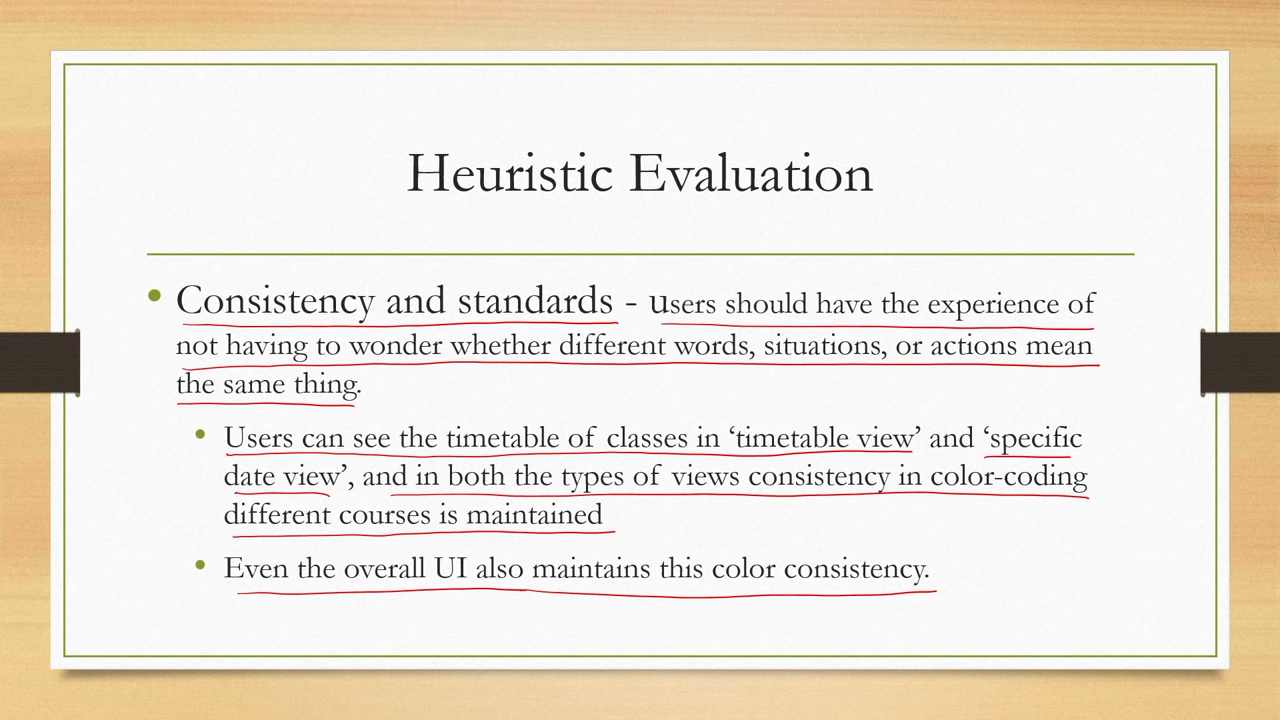 Heuristic Evaluation
• Consistency and standards - users should have the experience of
not having to wonder whether different words, situations, or actions mean
the same thing.
• Users can see the timetable of classes in ‘timetable view’ and ‘specific
date view’, and in both the types of views consistency in color-coding
different courses is maintained
• Even the overall UI also maintains this color consistency.